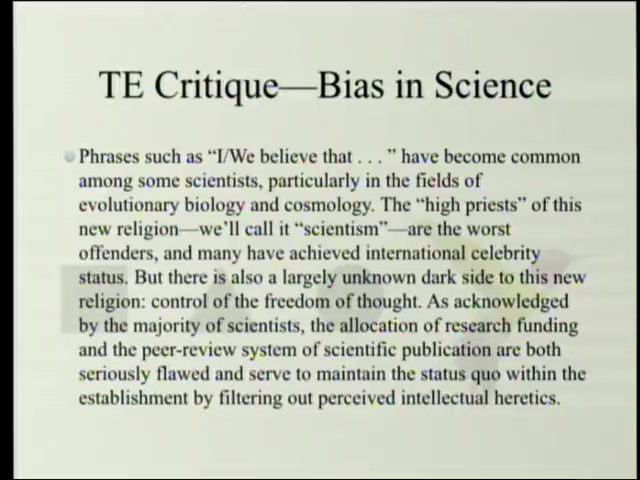 TE Critique—Bias in Science
Phrases such as “I/We believe that . . . ” have become common
among some scientists, particularly in the fields of
evolutionary biology and cosmology. The “high priests” of this
new religion—we’ll call it “scientism”—are the worst
offenders, and many have achieved international celebrity
status. But there is also a largely unknown dark side to this new
religion: control of the freedom of thought. As acknowledged
by the majority of scientists, the allocation of research funding
and the peer-review system of scientific publication are both
seriously flawed and serve to maintain the status quo within the
establishment by filtering out perceived intellectual heretics.